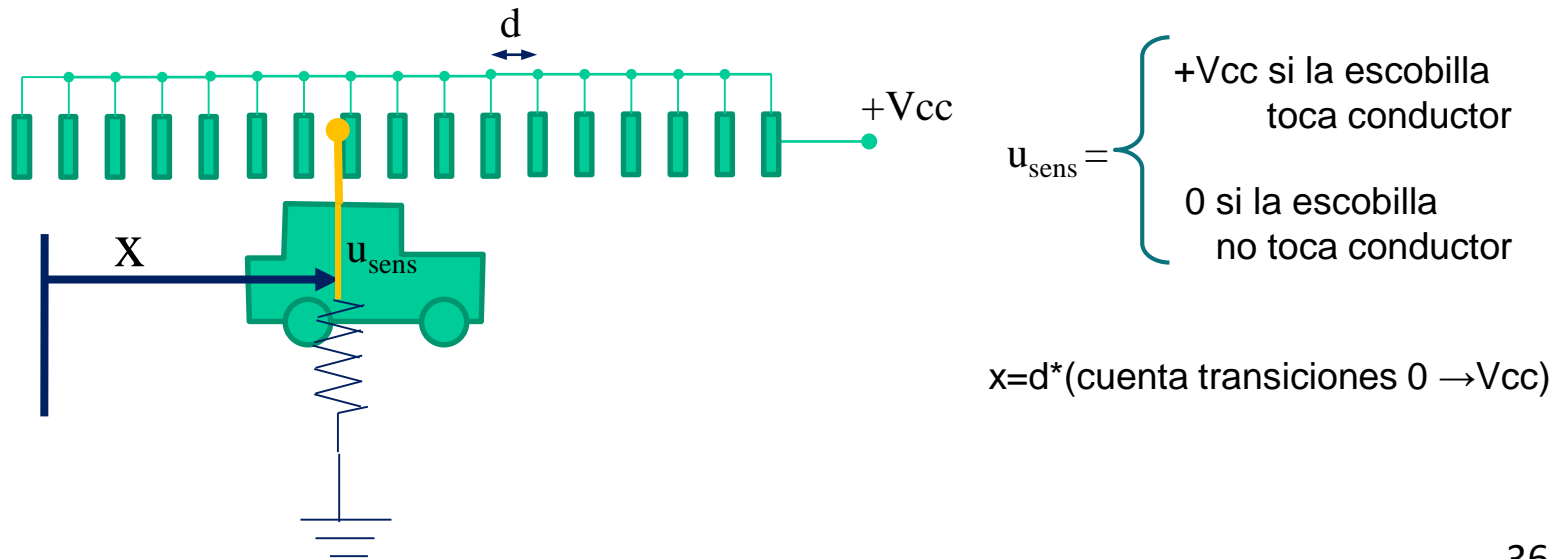 d
+Vcc
x
u_sens
u_sens =
+Vcc si la escobilla
toca conductor
0 si la escobilla
no toca conductor
x=d*(cuenta transiciones 0 →Vcc)
36